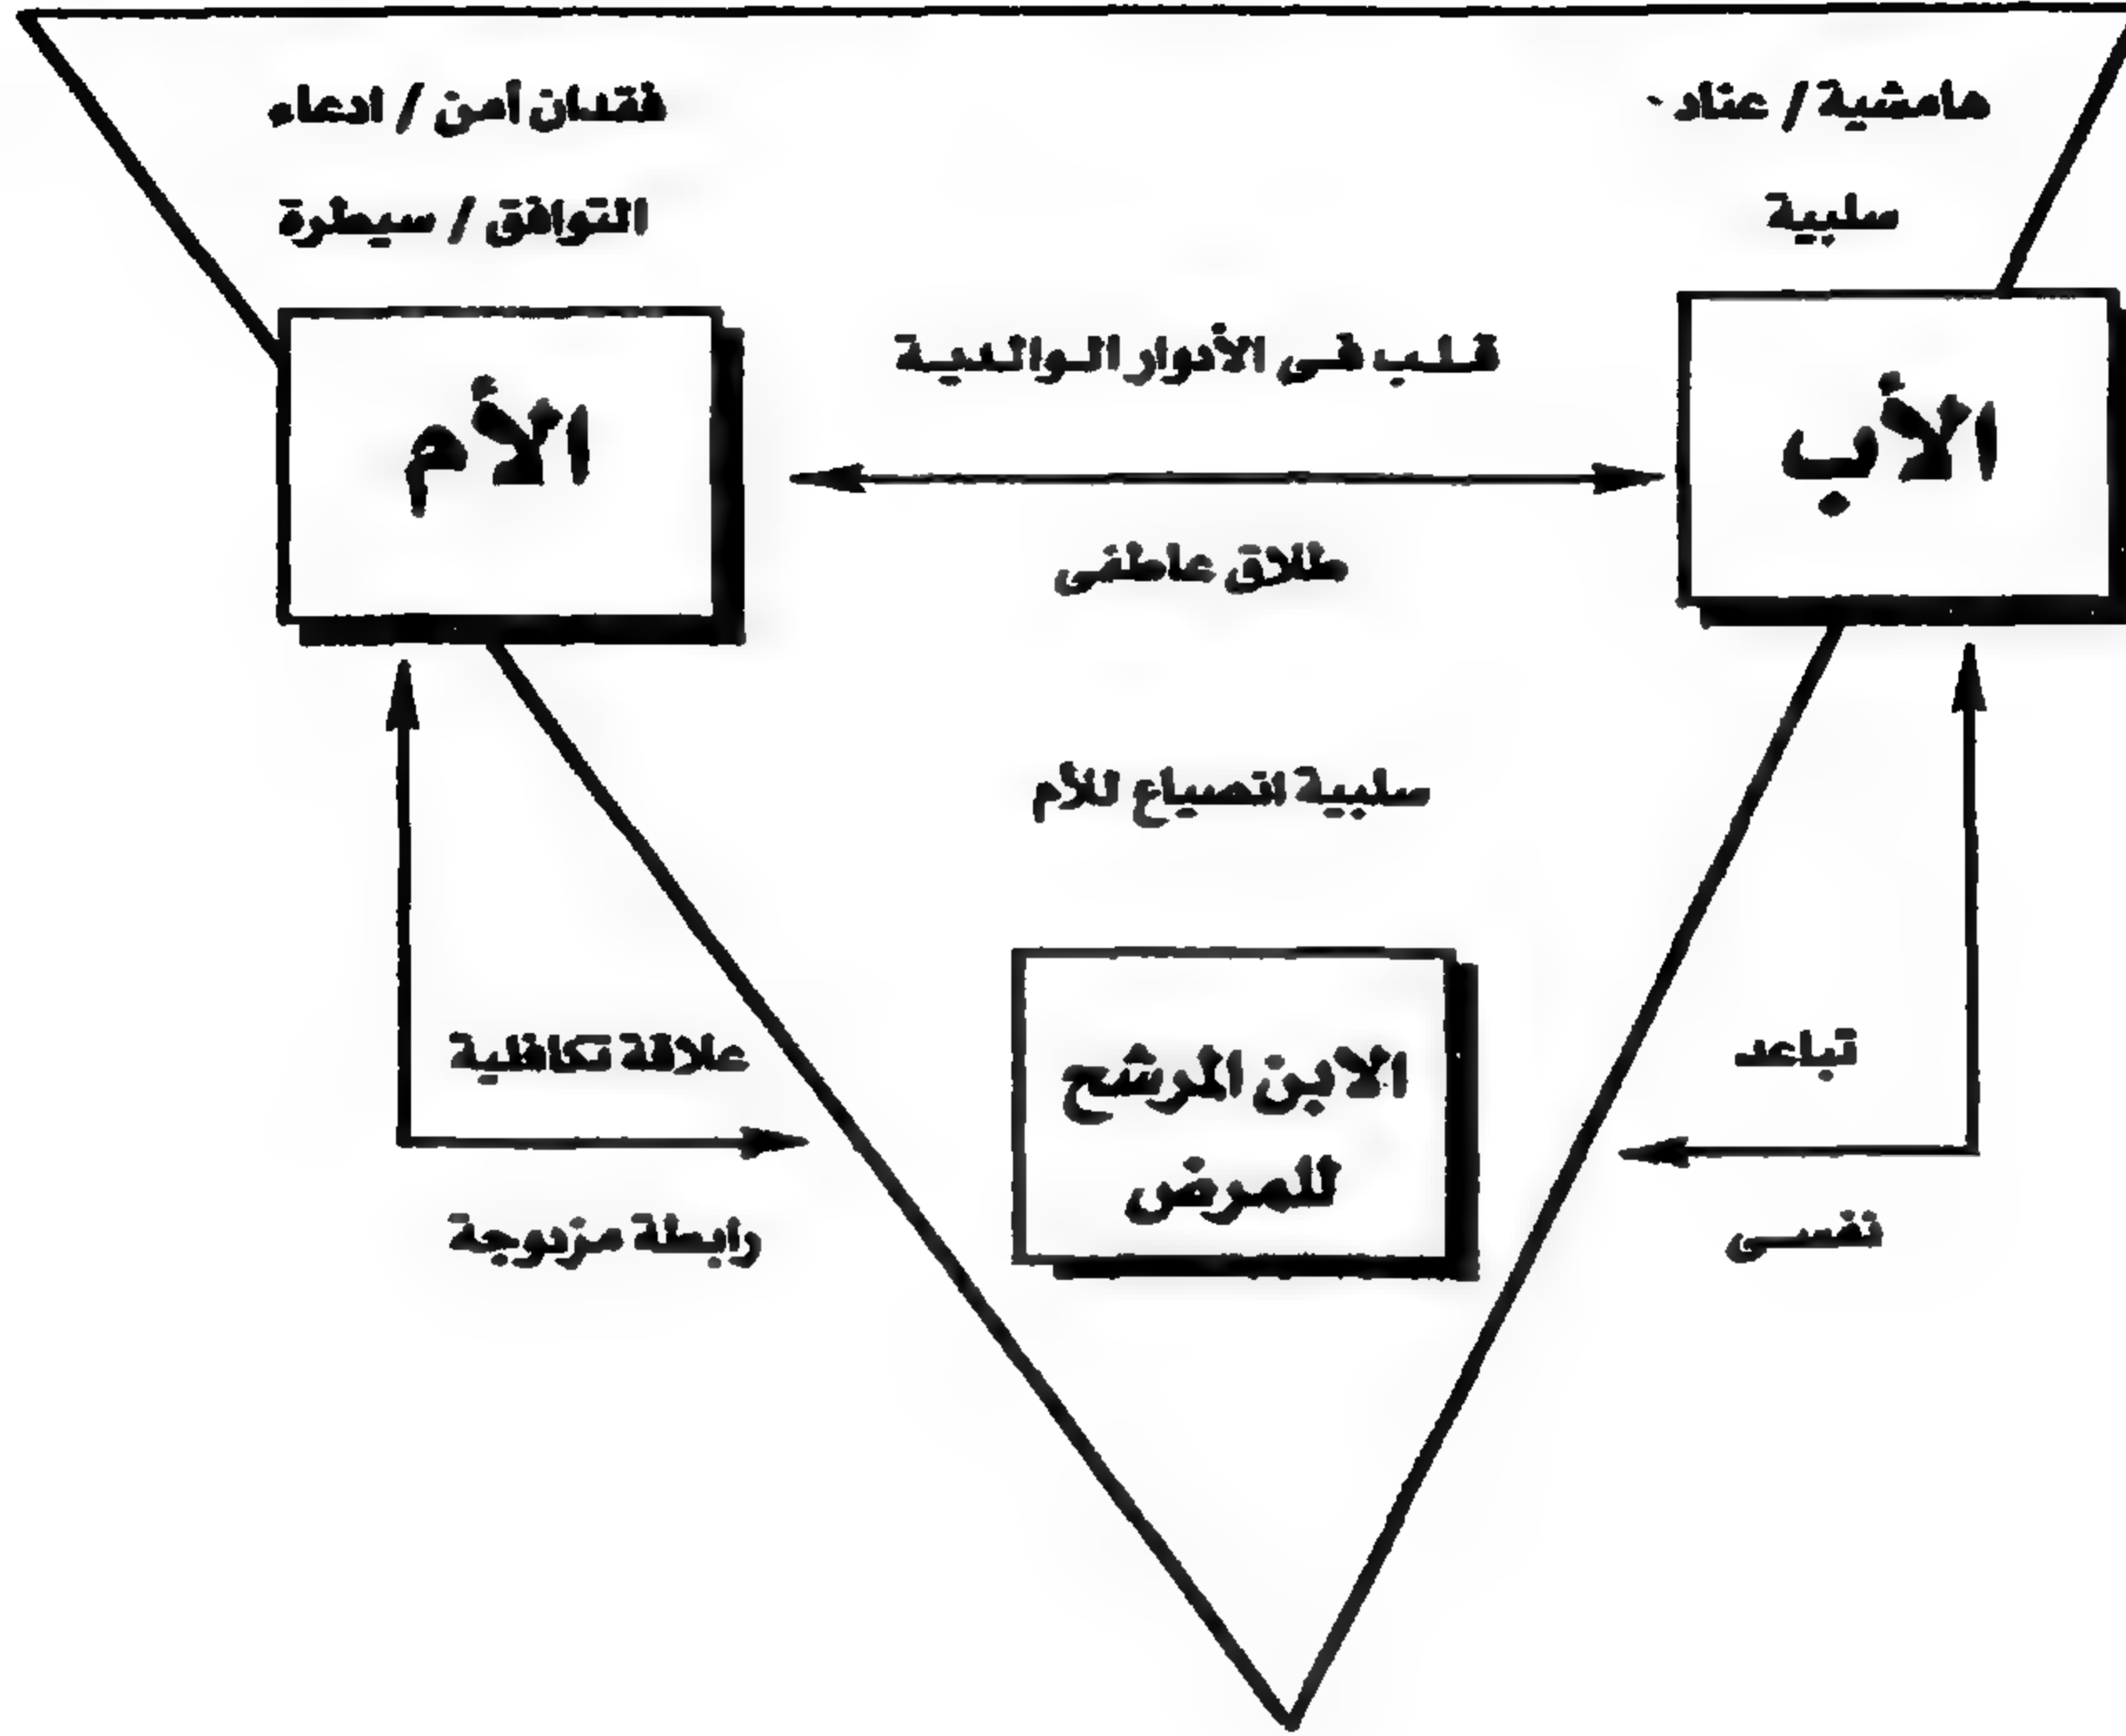 هامشية / عناد -
سلبية
فقدان أمن / ادعاء
التوافق / سيطرة
الأب
قلب فى الأدوار الوالدية
الأم
طلاق عاطفى
سلبية انصياع للأم
الابن المرشح
للمرض
تباعد
نفسى
علاقة تكافلية
رابطة مزدوجة